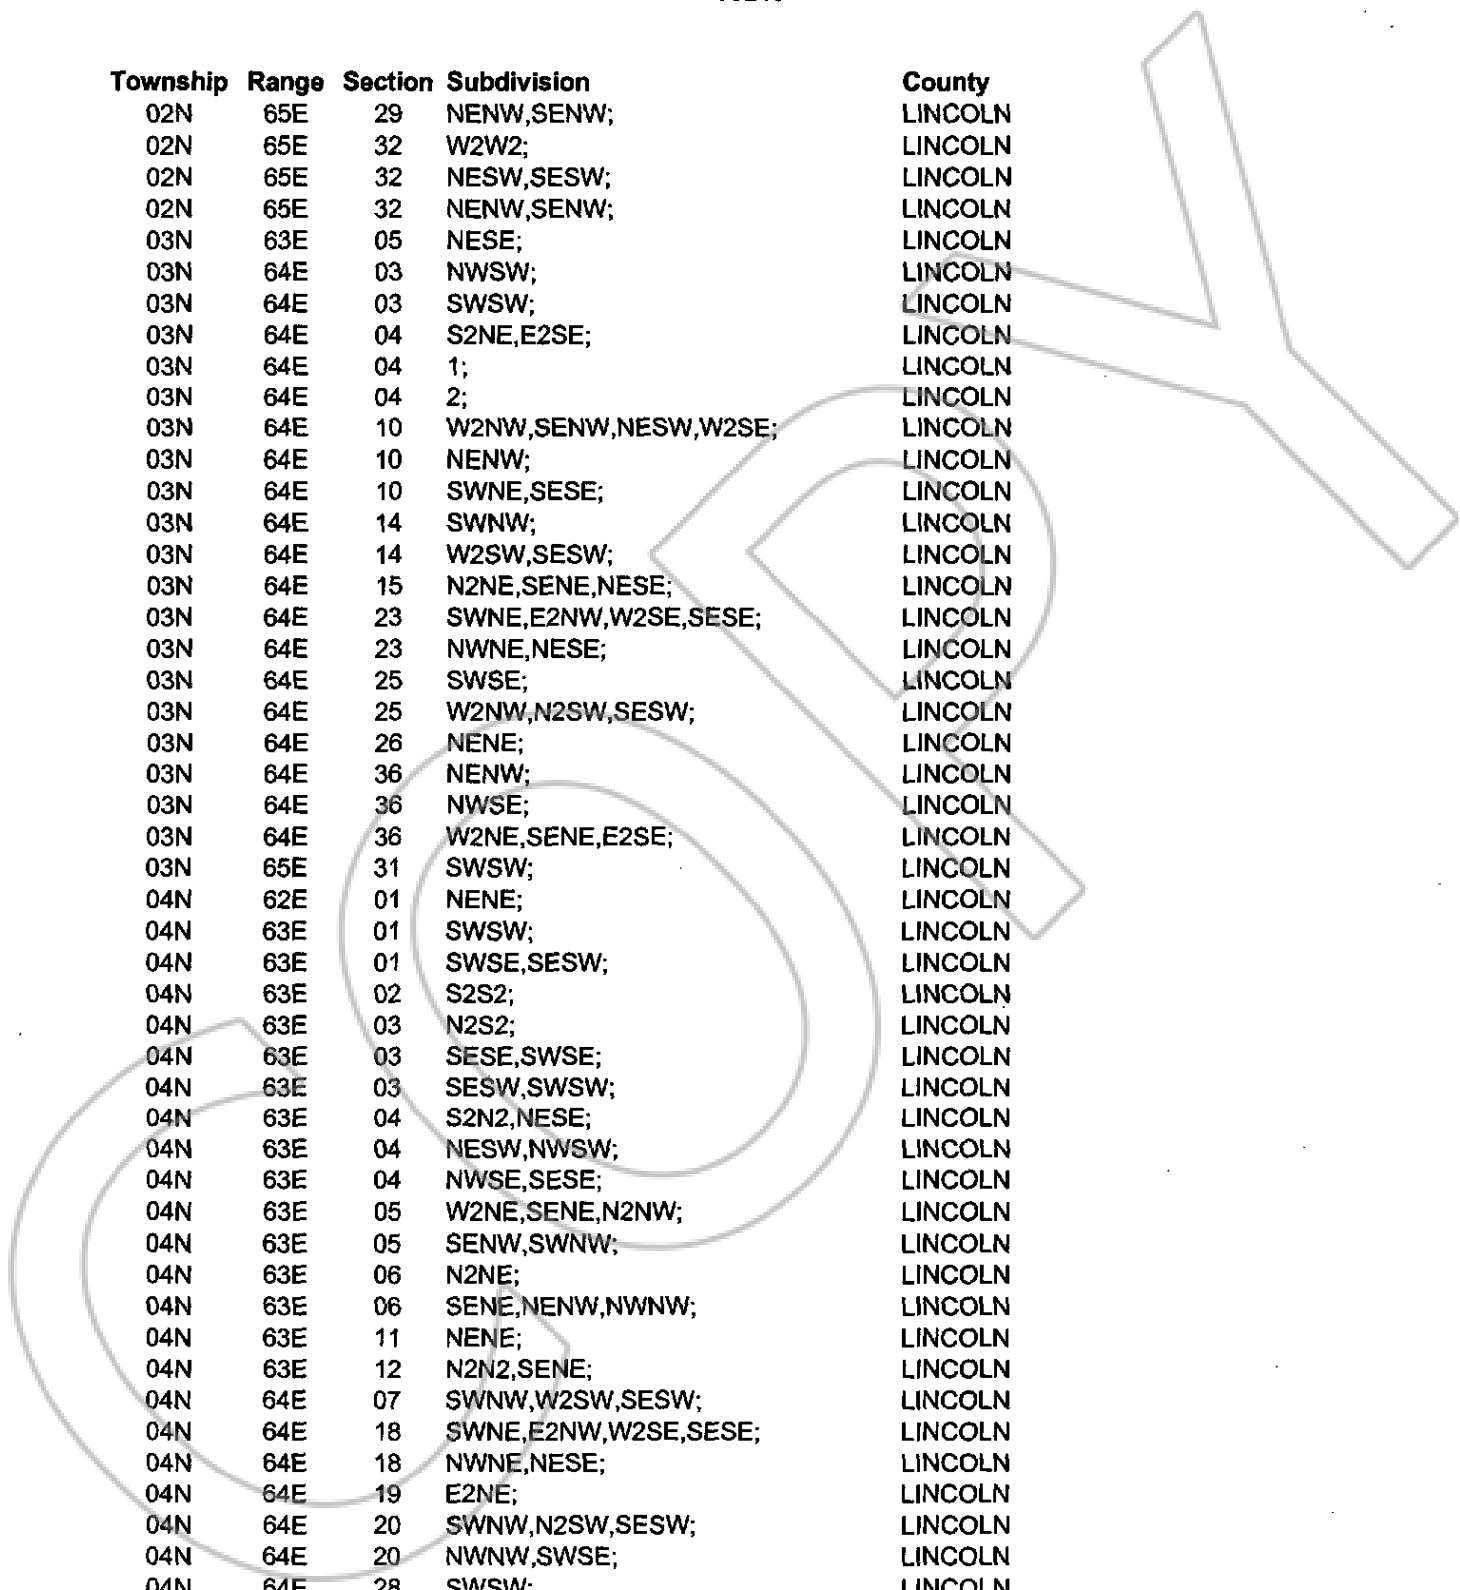 Township Range Section Subdivision County
02N 65E 29 NENW,SENW; LINCOLN
02N 65E 32 W2W2; LINCOLN
02N 65E 32 NESW,SESW; LINCOLN
02N 65E 32 NENW,SENW; LINCOLN
03N 63E 05 NESE; LINCOLN
03N 64E 03 NWSW; LINCOLN
03N 64E 03 SWSW; LINCOLN
03N 64E 04 S2NE,E2SE; LINCOLN
03N 64E 04 1; LINCOLN
03N 64E 04 2; LINCOLN
03N 64E 10 W2NW,SENW,NESW,W2SE; LINCOLN
03N 64E 10 NENW; LINCOLN
03N 64E 10 SWNE,SESE; LINCOLN
03N 64E 14 SWNW; LINCOLN
03N 64E 14 W2SW,SESW; LINCOLN
03N 64E 15 N2NE,SENE,NESE; LINCOLN
03N 64E 23 SWNE,E2NW,W2SE,SESE; LINCOLN
03N 64E 23 NWNE,NESE; LINCOLN
03N 64E 25 SWSE; LINCOLN
03N 64E 25 W2NW,N2SW,SESW; LINCOLN
03N 64E 26 NENE; LINCOLN
03N 64E 36 NENW; LINCOLN
03N 64E 36 NWSE; LINCOLN
03N 64E 36 W2NE,SENE,E2SE; LINCOLN
03N 65E 31 SWSW; LINCOLN
04N 62E 01 NENE; LINCOLN
04N 63E 01 SWSW; LINCOLN
04N 63E 01 SWSE,SESW; LINCOLN
04N 63E 02 S2S2; LINCOLN
04N 63E 03 N2S2; LINCOLN
04N 63E 03 SESE,SWSE; LINCOLN
04N 63E 03 SESW,SWSW; LINCOLN
04N 63E 04 S2N2,NESE; LINCOLN
04N 63E 04 NESW,NWSW; LINCOLN
04N 63E 04 NWSE,SESE; LINCOLN
04N 63E 05 W2NE,SENE,N2NW; LINCOLN
04N 63E 05 SENW,SWNW; LINCOLN
04N 63E 06 N2NE; LINCOLN
04N 63E 06 SENE,NENW,NWNW; LINCOLN
04N 63E 11 NENE; LINCOLN
04N 63E 12 N2N2,SENE; LINCOLN
04N 64E 07 SWNW,W2SW,SESW; LINCOLN
04N 64E 18 SWNE,E2NW,W2SE,SESE; LINCOLN
04N 64E 18 NWNE,NESE; LINCOLN
04N 64E 19 E2NE; LINCOLN
04N 64E 20 SWNW,N2SW,SESW; LINCOLN
04N 64E 20 NWNW,SWSE; LINCOLN
04N 64E 28 SWSW; LINCOLN
COPY